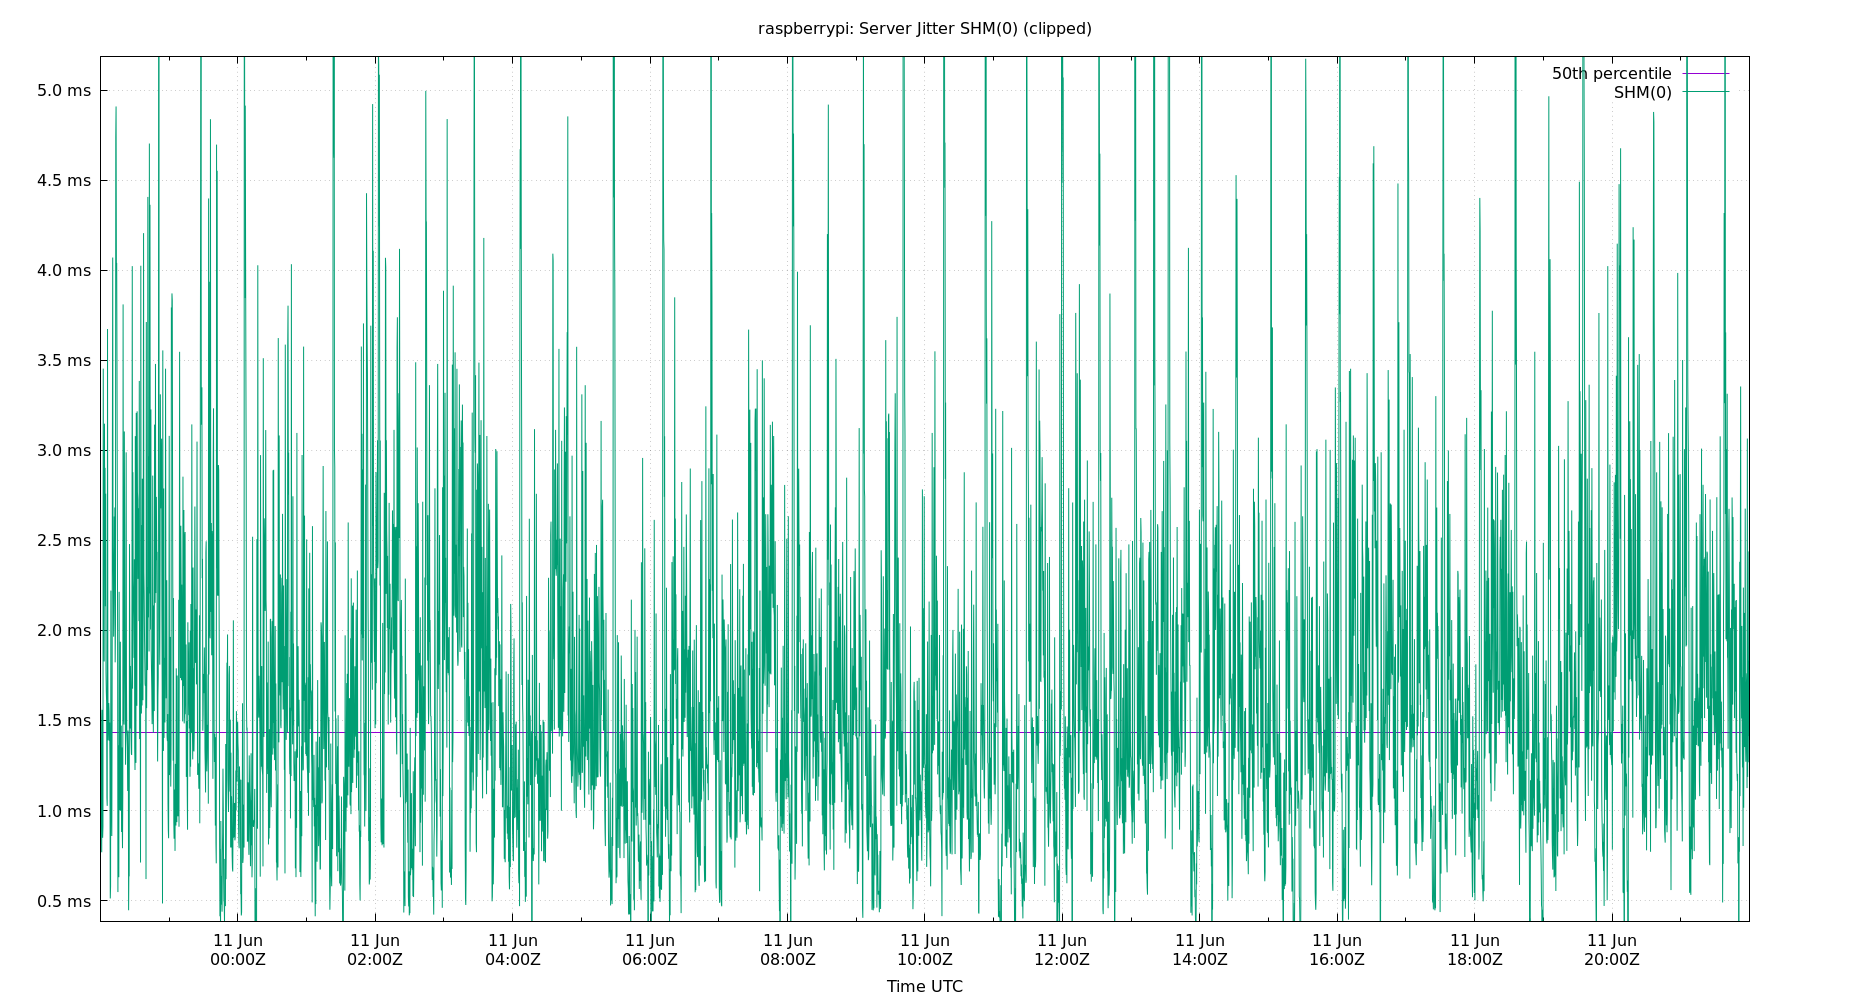 raspberrypi: Server Jitter SHM(0) (clipped)
50th percentile
SHM(0)
5.0 ms
4.5 ms
4.0 ms
3.5 ms
3.0 ms
2.5 ms
2.0 ms
1.5 ms
1.0 ms
0.5 ms
11 Jun 11 Jun 11 Jun 11 Jun 11 Jun 11 Jun 11 Jun 11 Jun 11 Jun 11 Jun 11 Jun
00:00Z 02:00Z 04:00Z 06:00Z 08:00Z 10:00Z 12:00Z 14:00Z 16:00Z 18:00Z 20:00Z
Time UTC